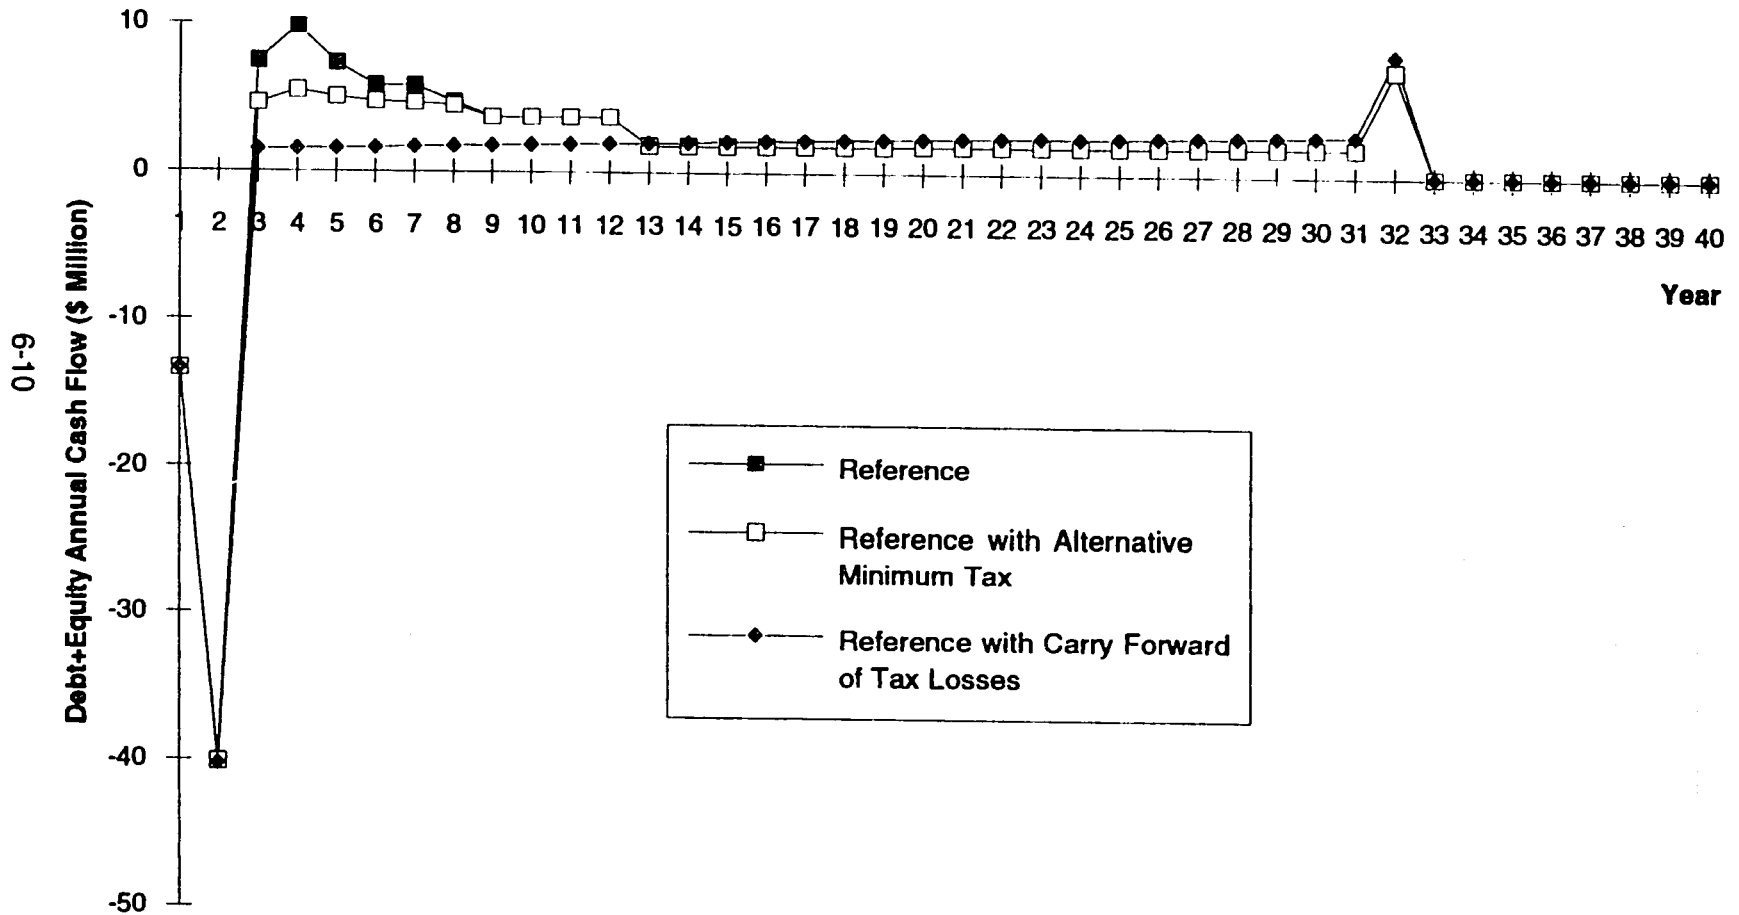 10
0
-10
-20
-30
-40
-50
Debt+Equity Annual Cash Flow ($ Million)
6-10
1 2 3 4 5 6 7 8 9 10 11 12 13 14 15 16 17 18 19 20 21 22 23 24 25 26 27 28 29 30 31 32 33 34 35 36 37 38 39 40
Year
Reference
Reference with Alternative
Minimum Tax
Reference with Carry Forward
of Tax Losses